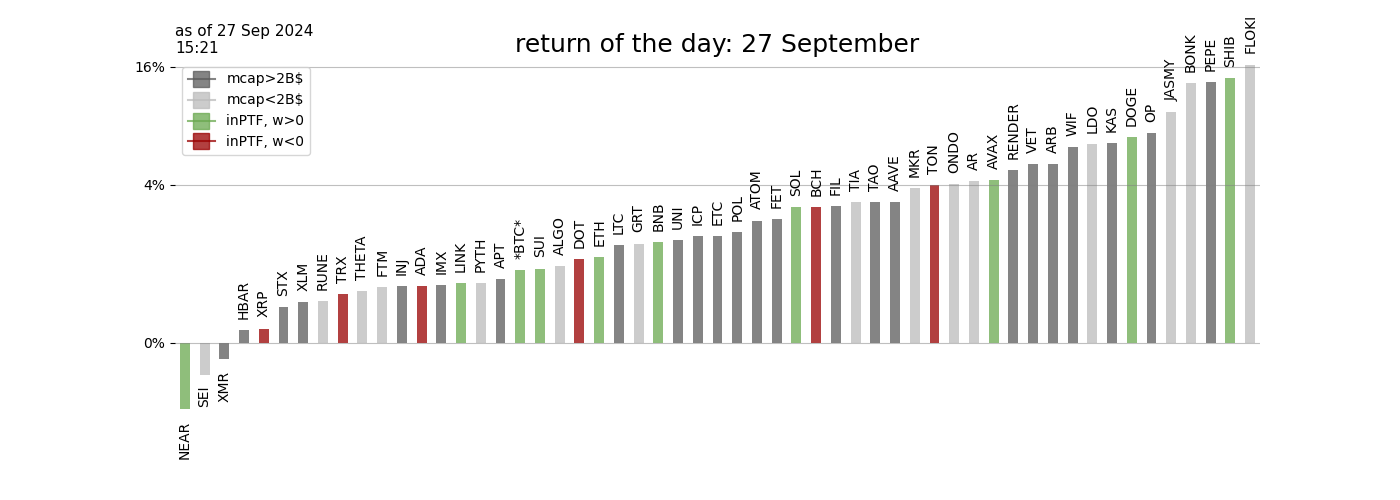 as of 27 Sep 2024
15:21
return of the day: 27 September
16%
4%
0%
mcap>2B$
mcap<2B$
inPTF, w>0
inPTF, w<0
NEAR
SEI
XMR
HBAR
XRP
STX
XLM
RUNE
TRX
THETA
FTM
INJ
ADA
IMX
LINK
PYTH
APT
*BTC*
SUI
ALGO
DOT
ETH
LTC
GRT
BNB
UNI
ICP
ETC
POL
ATOM
FET
SOL
BCH
FIL
TIA
TAO
AAVE
MKR
TON
ONDO
AR
AVAX
RENDER
VET
ARB
WIF
LDO
KAS
DOGE
OP
JASMY
BONK
PEPE
SHIB
FLOKI